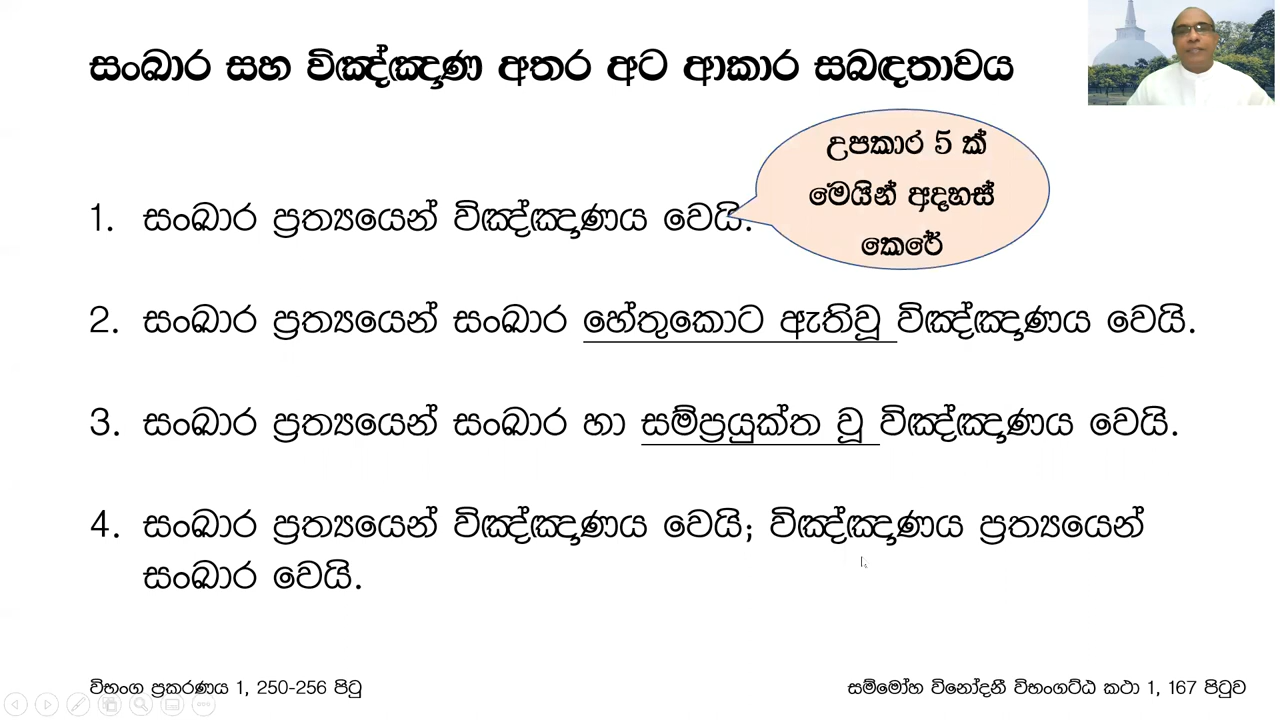 සංඛාර සහ විඤ්ඤාණ අතර අට ආකාර සබඳතාවය
උපකාර 5 ක්
මෙයින් අදහස්
කෙරේ
1. සංඛාර ප්‍රත්‍යයෙන් විඤ්ඤාණය වෙයි.
2. සංඛාර ප්‍රත්‍යයෙන් සංඛාර හේතුකොට ඇතිවූ විඤ්ඤාණය වෙයි.
3. සංඛාර ප්‍රත්‍යයෙන් සංඛාර හා සම්ප්‍රයුක්ත වූ විඤ්ඤාණය වෙයි.
4. සංඛාර ප්‍රත්‍යයෙන් විඤ්ඤාණය වෙයි; විඤ්ඤාණය ප්‍රත්‍යයෙන්
සංඛාර වෙයි.
විභංග ප්‍රකරණය 1, 250-256 පිටු
සම්මෝහ විනෝදනී විභංගට්ඨ කථා 1, 167 පිටුව